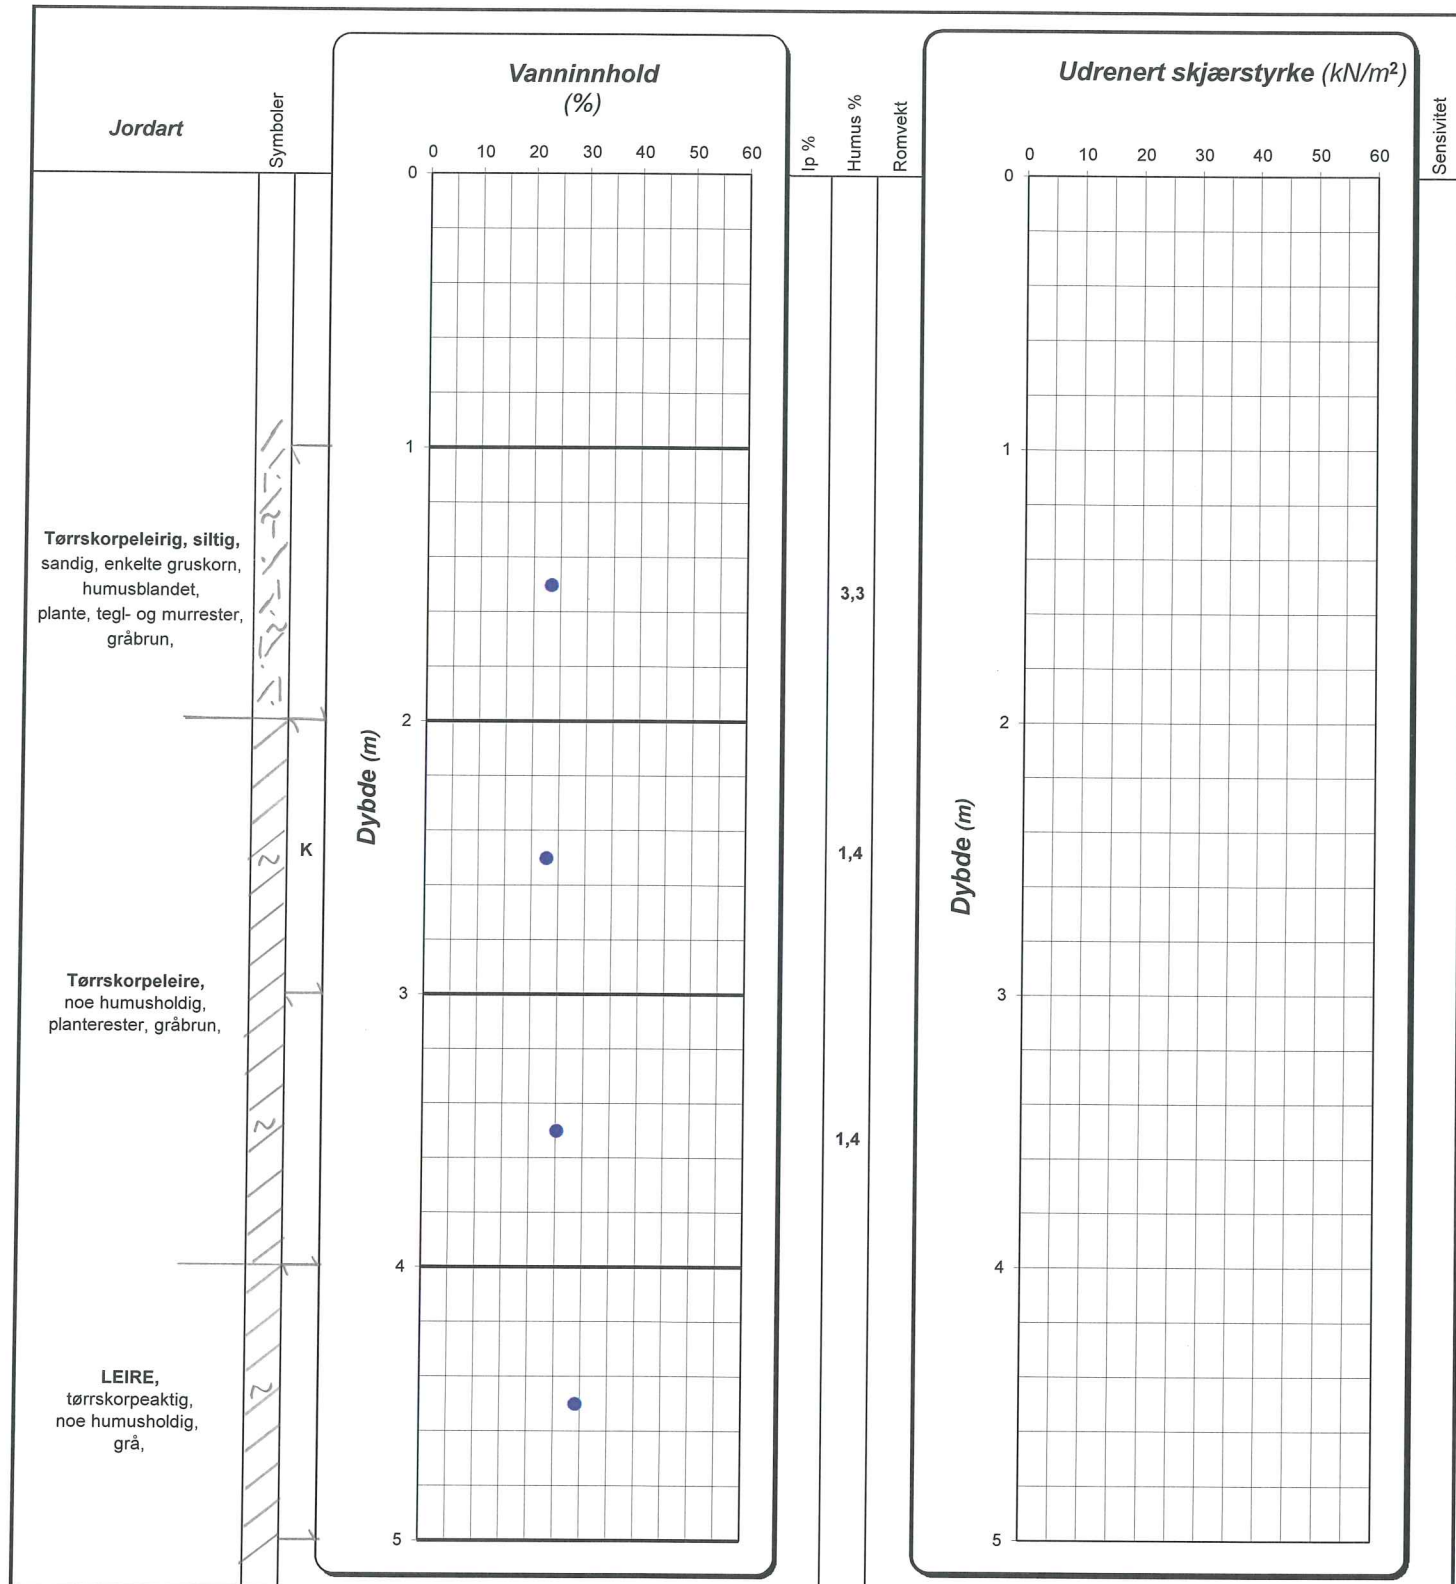 Jordart
Symboler
Vanninnhold
(%)
0 10 20 30 40 50 60
Ip %
Humus %
Romvekt
Udrenert skjærstyrke (kN/m²)
0 10 20 30 40 50 60
Sensivitet
0
1
2
3
4
5
Dybde (m)
0
1
2
3
4
5
Dybde (m)
Tørrskorpeleirig, siltig,
sandig, enkelte gruskorn,
humusblandet,
plante, tegl- og murrester,
gråbrun,
3,3
K
1,4
Tørrskorpeleire,
noe humusholdig,
planterester, gråbrun,
1,4
LEIRE,
tørrskorpeaktig,
noe humusholdig,
grå,